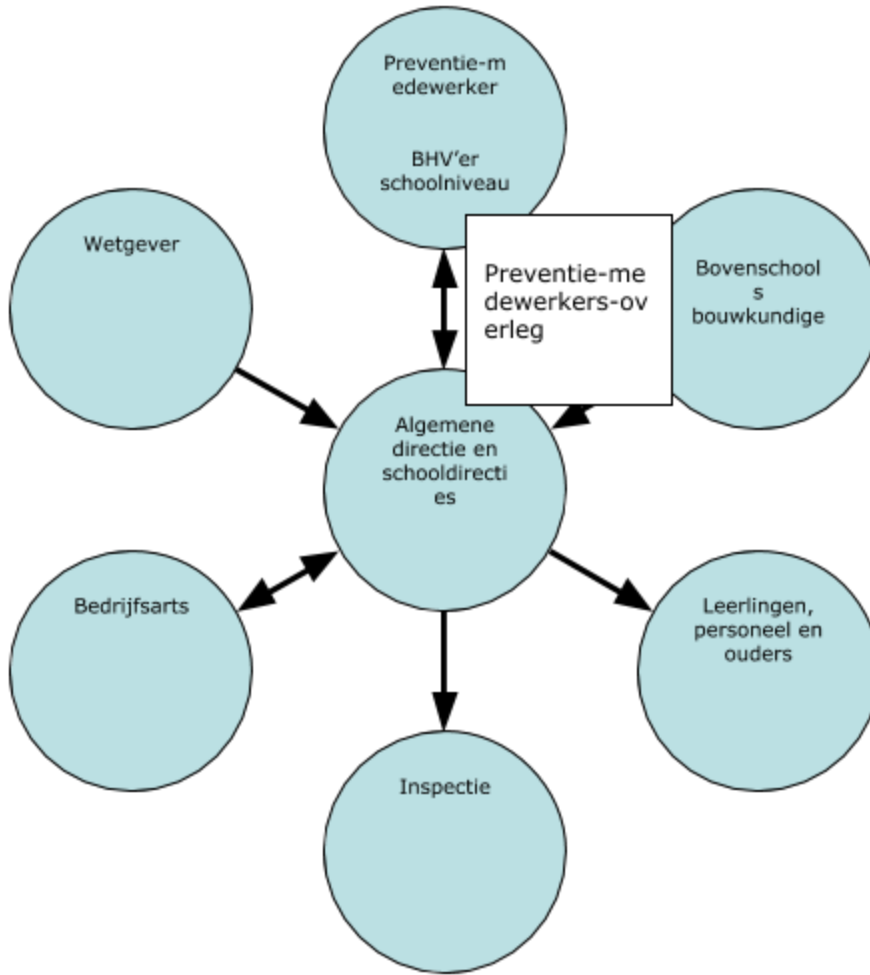 Preventie-m
edewerker
BHV'er
schoolniveau
Wetgever
Preventie-me
dewerkers-ov
erleg
Bovenschool
s
bouwkundige
Algemene
directie en
schooldirecti
es
Bedrijfsarts
Leerlingen,
personeel en
ouders
Inspectie